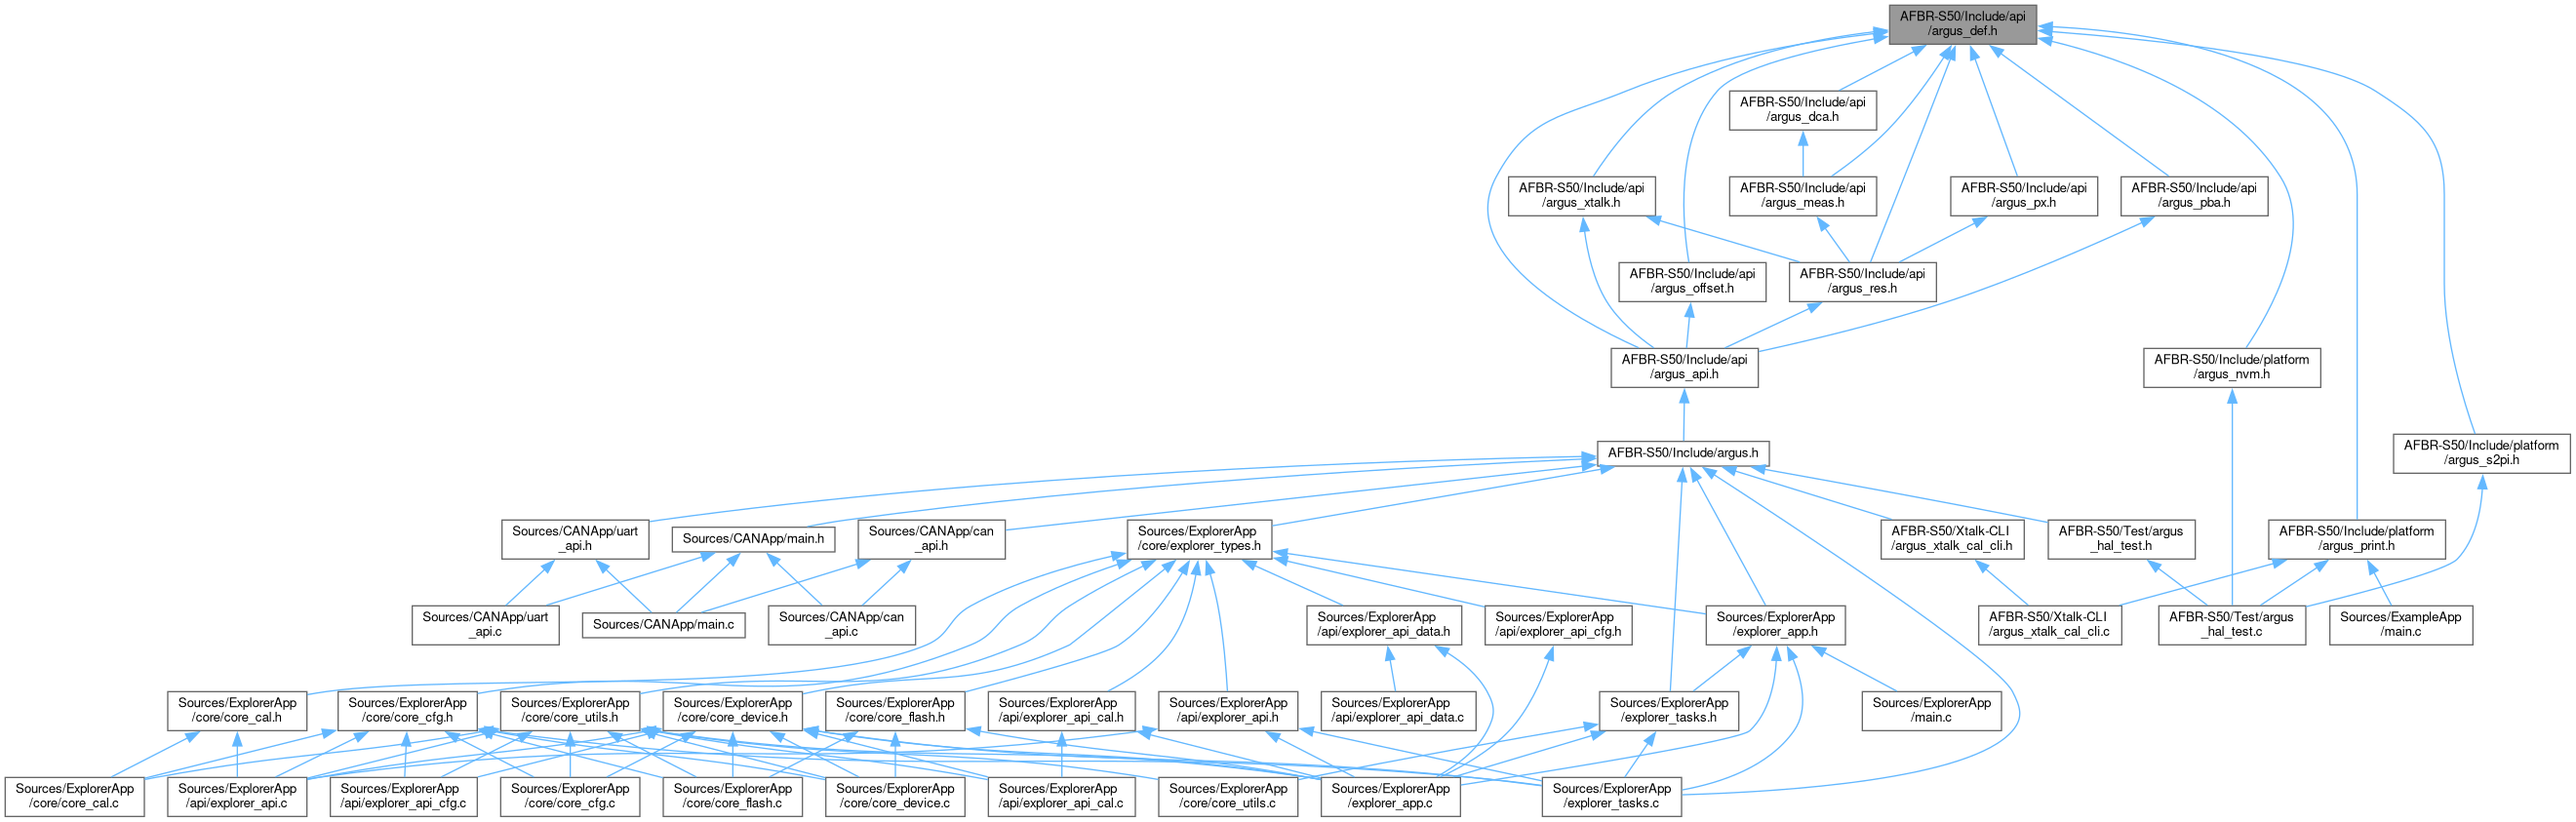 AFBR-S50/Include/api
/argus_def.h
AFBR-S50/Include/api
/argus_dca.h
AFBR-S50/Include/api
/argus_xtalk.h
AFBR-S50/Include/api
/argus_meas.h
AFBR-S50/Include/api
/argus_px.h
AFBR-S50/Include/api
/argus_pba.h
AFBR-S50/Include/api
/argus_offset.h
AFBR-S50/Include/api
/argus_res.h
AFBR-S50/Include/api
/argus_api.h
AFBR-S50/Include/platform
/argus_nvm.h
AFBR-S50/Include/argus.h
AFBR-S50/Include/platform
/argus_s2pi.h
Sources/CANApp/uart
_api.h
Sources/CANApp/main.h
Sources/CANApp/can
_api.h
Sources/ExplorerApp
/core/explorer_types.h
AFBR-S50/Xtalk-CLI
/argus_xtalk_cal_cli.h
AFBR-S50/Test/argus
_hal_test.h
AFBR-S50/Include/platform
/argus_print.h
Sources/CANApp/uart
_api.c
Sources/CANApp/main.c
Sources/CANApp/can
_api.c
Sources/ExplorerApp
/api/explorer_api_data.h
Sources/ExplorerApp
/api/explorer_api_cfg.h
Sources/ExplorerApp
/explorer_app.h
AFBR-S50/Xtalk-CLI
/argus_xtalk_cal_cli.c
AFBR-S50/Test/argus
_hal_test.c
Sources/ExampleApp
/main.c
Sources/ExplorerApp
/core/core_cal.h
Sources/ExplorerApp
/core/core_cfg.h
Sources/ExplorerApp
/core/core_utils.h
Sources/ExplorerApp
/core/core_device.h
Sources/ExplorerApp
/core/core_flash.h
Sources/ExplorerApp
/api/explorer_api_cal.h
Sources/ExplorerApp
/api/explorer_api.h
Sources/ExplorerApp
/api/explorer_api_data.c
Sources/ExplorerApp
/explorer_tasks.h
Sources/ExplorerApp
/main.c
Sources/ExplorerApp
/core/core_cal.c
Sources/ExplorerApp
/api/explorer_api.c
Sources/ExplorerApp
/api/explorer_api_cfg.c
Sources/ExplorerApp
/core/core_cfg.c
Sources/ExplorerApp
/core/core_flash.c
Sources/ExplorerApp
/core/core_device.c
Sources/ExplorerApp
/api/explorer_api_cal.c
Sources/ExplorerApp
/core/core_utils.c
Sources/ExplorerApp
/explorer_app.c
Sources/ExplorerApp
/explorer_tasks.c